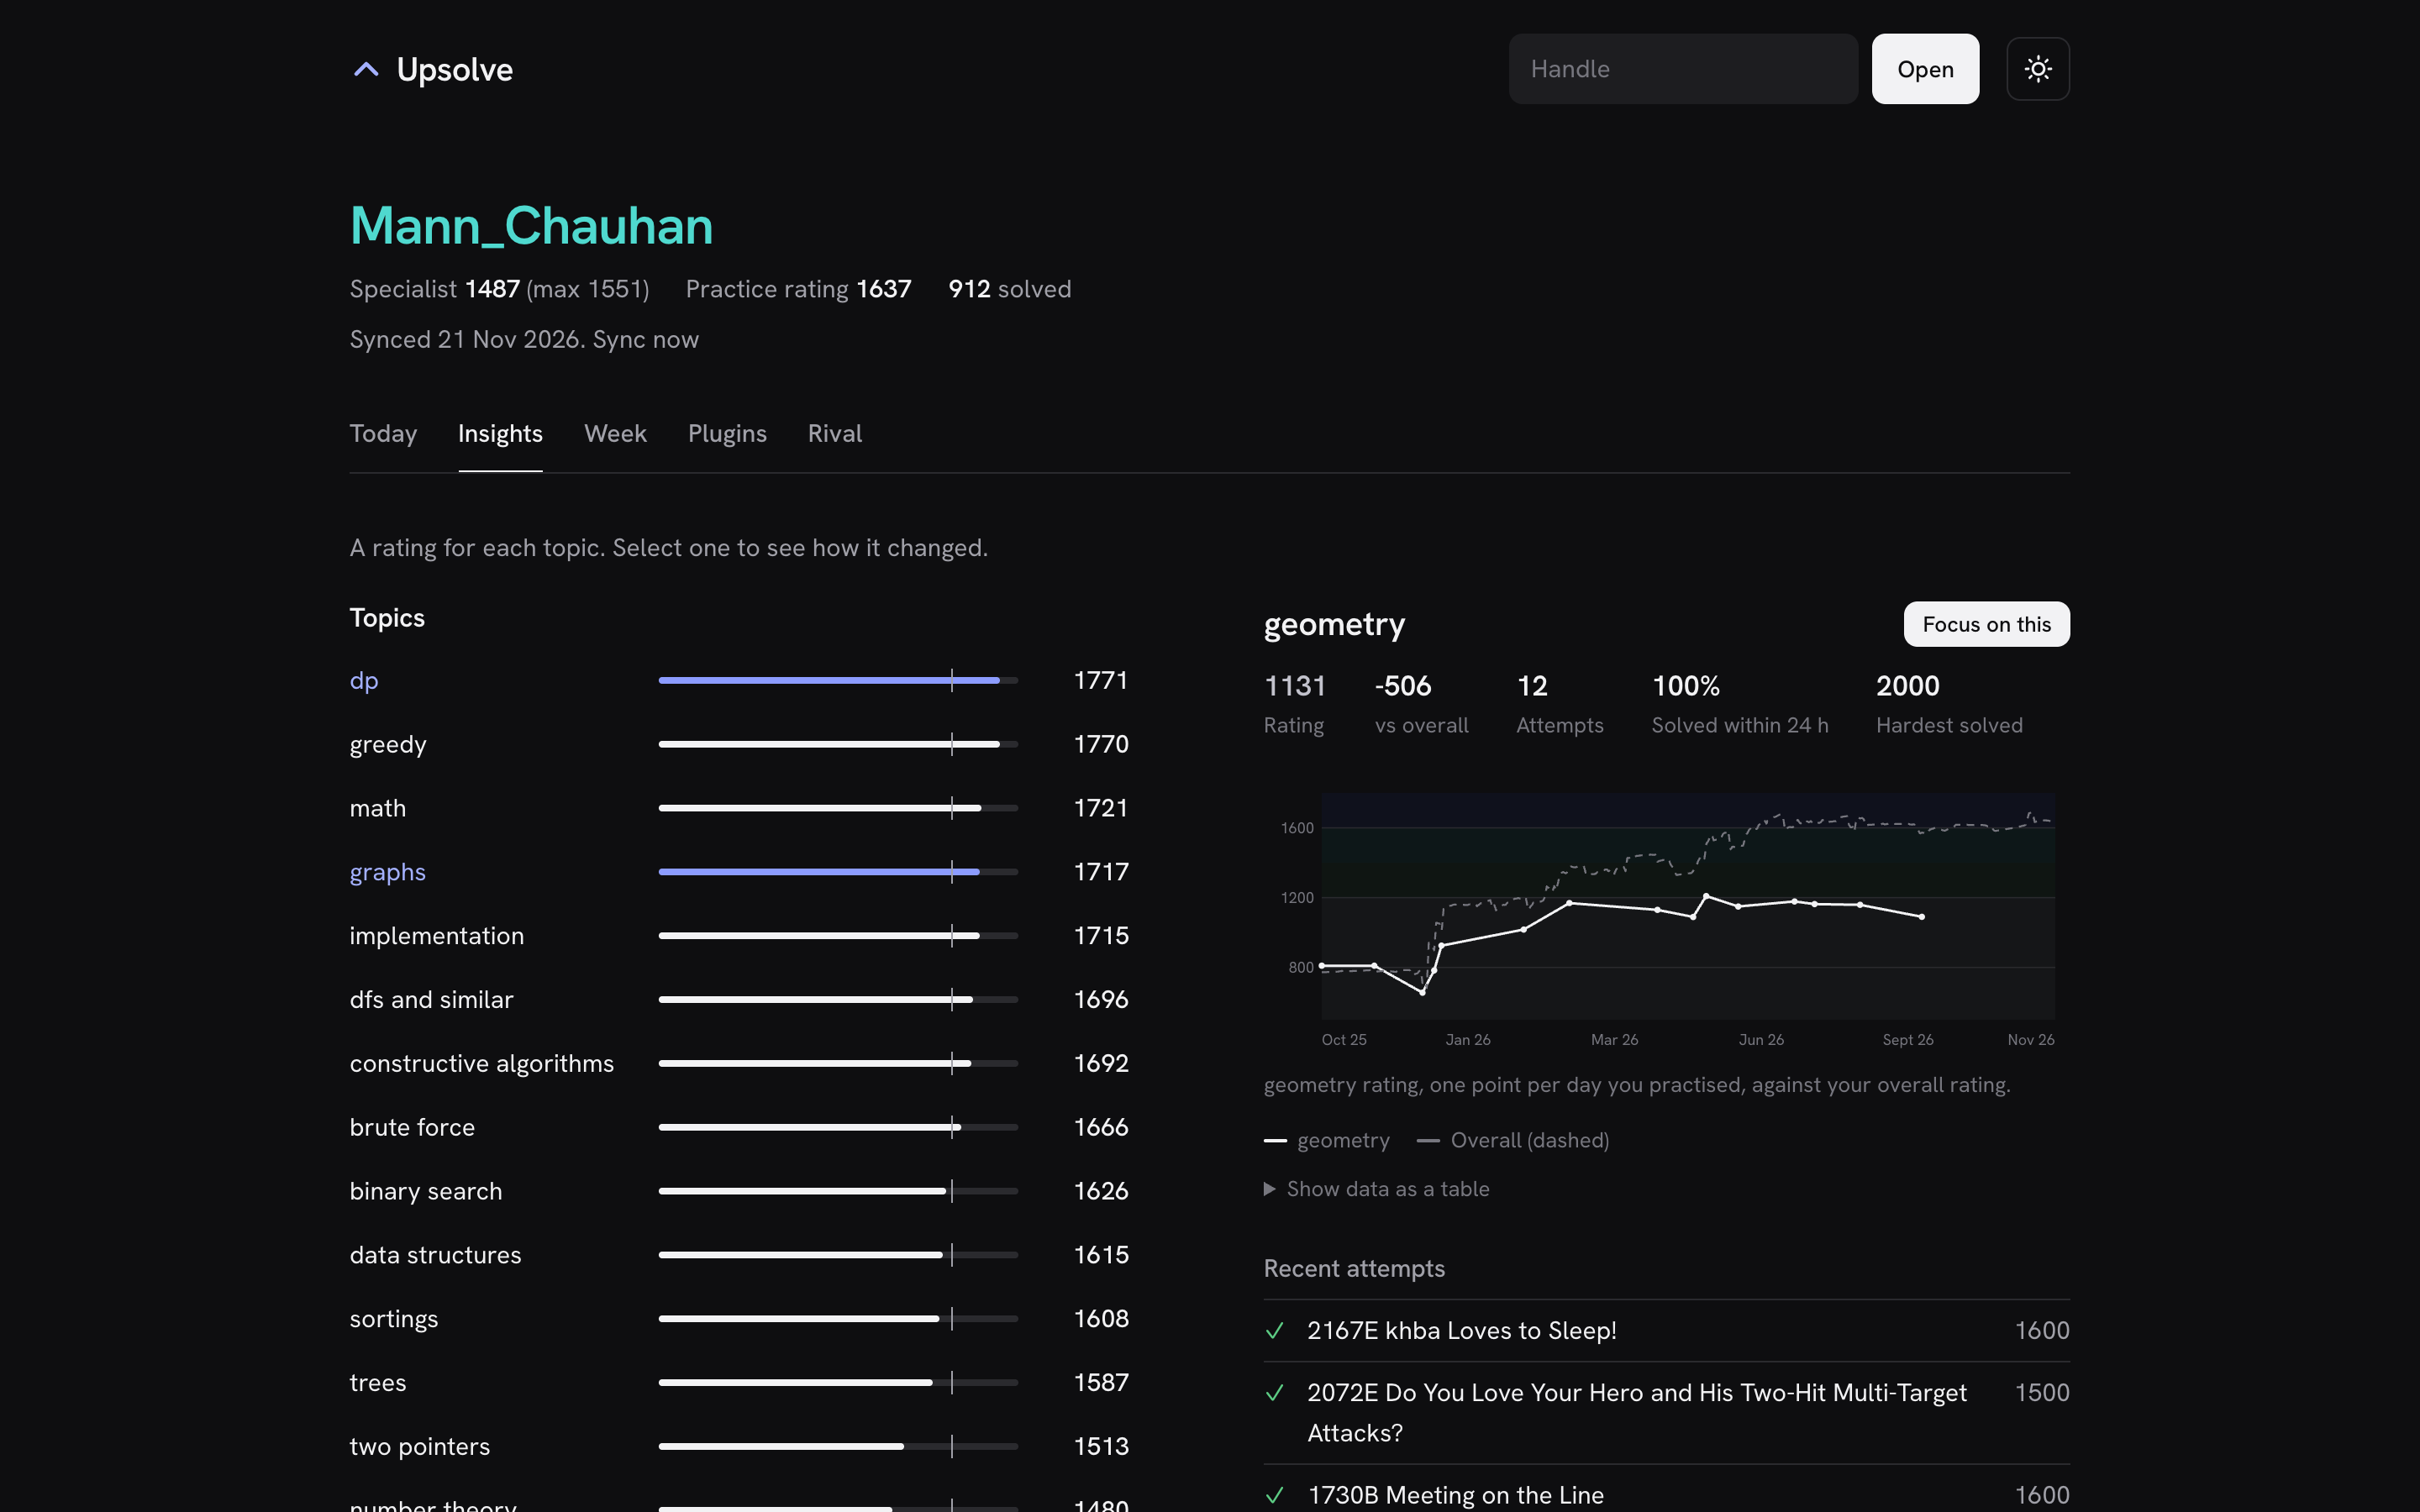 Upsolve
Handle
Open
Mann_Chauhan
Specialist 1487 (max 1551) Practice rating 1637 912 solved
Synced 21 Nov 2026. Sync now
Today Insights Week Plugins Rival
A rating for each topic. Select one to see how it changed.
Topics
dp 1771
greedy 1770
math 1721
graphs 1717
implementation 1715
dfs and similar 1696
constructive algorithms 1692
brute force 1666
binary search 1626
data structures 1615
sortings 1608
trees 1587
two pointers 1513
number theory 1480
geometry
Focus on this
1131 -506 12 100% 2000
Rating vs overall Attempts Solved within 24 h Hardest solved
1600
1200
800
Oct 25 Jan 26 Mar 26 Jun 26 Sept 26 Nov 26
geometry rating, one point per day you practised, against your overall rating.
geometry Overall (dashed)
Show data as a table
Recent attempts
2167E khba Loves to Sleep! 1600
2072E Do You Love Your Hero and His Two-Hit Multi-Target 1500
Attacks?
1730B Meeting on the Line 1600